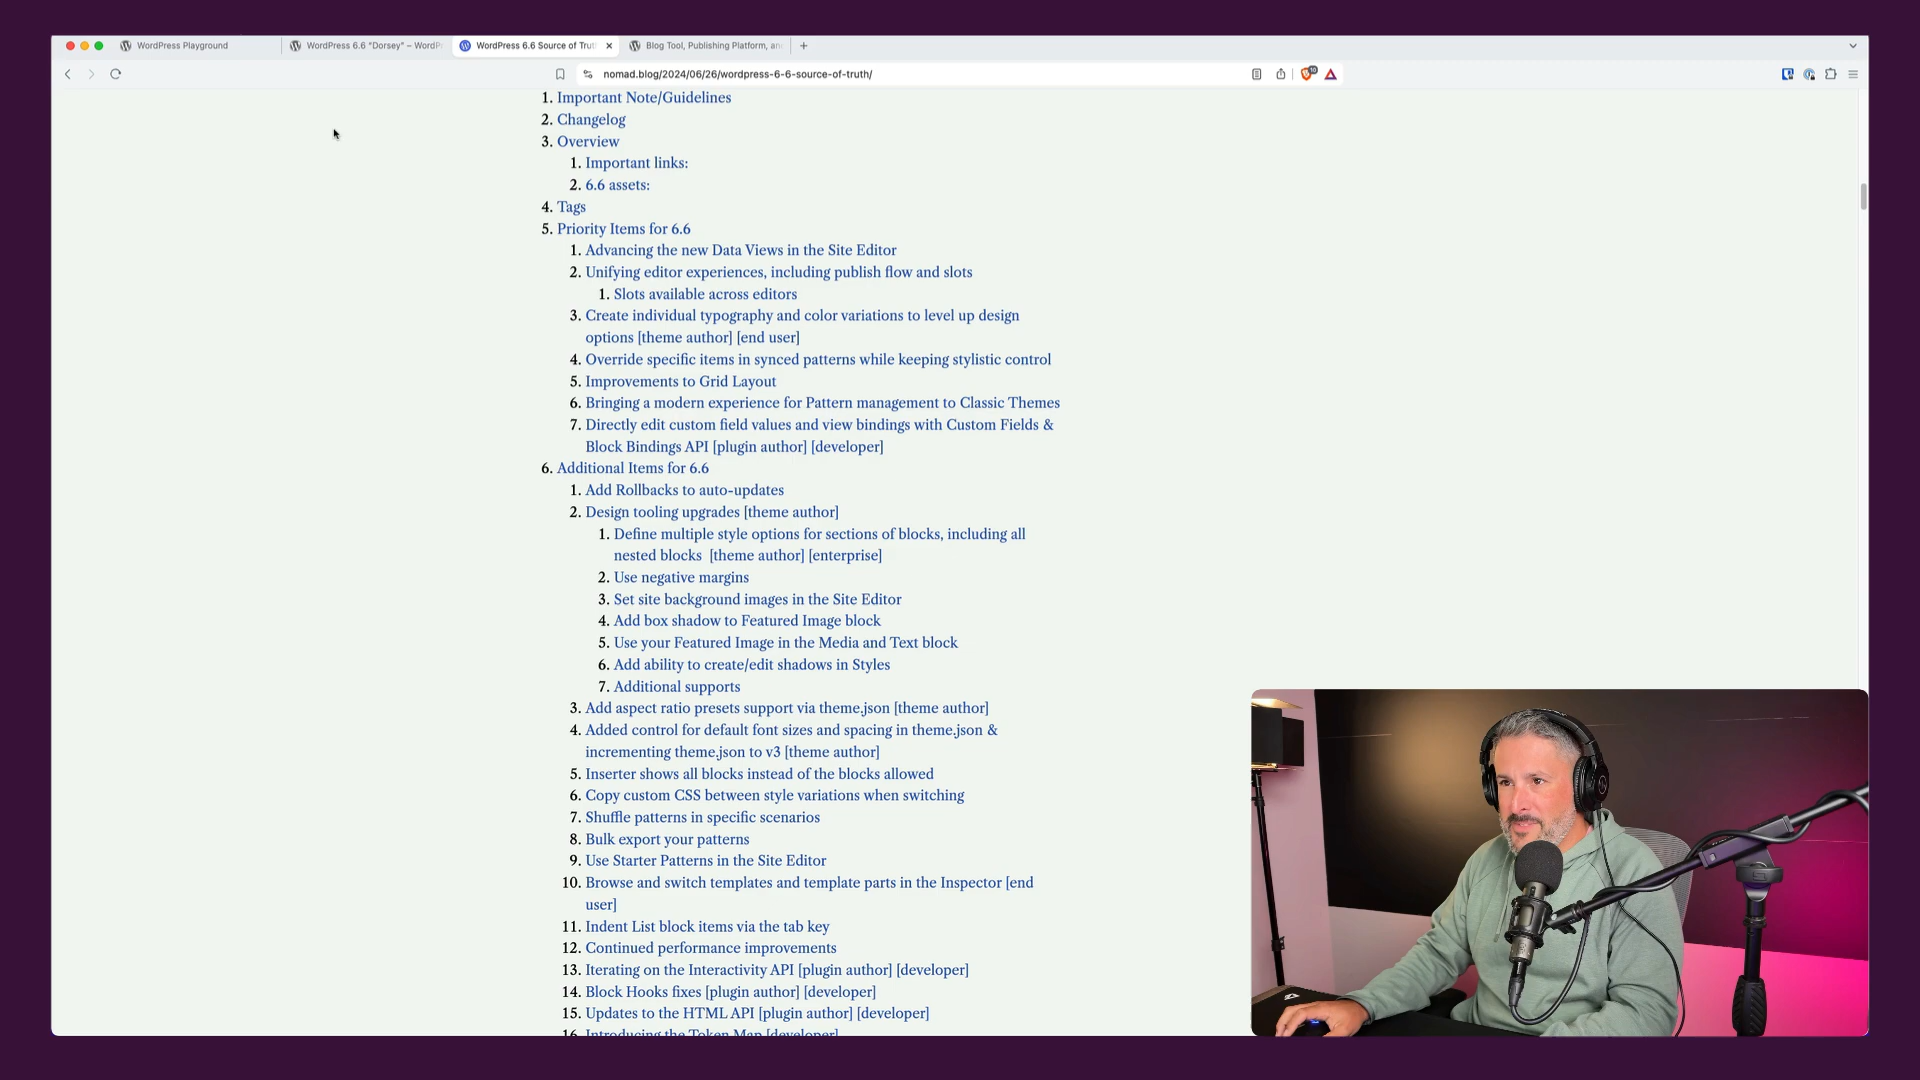 WordPress Playground
WordPress 6.6 "Dorsey" – WordP
WordPress 6.6 Source of Trut
Blog Tool, Publishing Platform, an
nomad.blog/2024/06/26/wordpress-6-6-source-of-truth/
1. Important Note/Guidelines
2. Changelog
3. Overview
1. Important links:
2. 6.6 assets:
4. Tags
5. Priority Items for 6.6
1. Advancing the new Data Views in the Site Editor
2. Unifying editor experiences, including publish flow and slots
1. Slots available across editors
3. Create individual typography and color variations to level up design
options [theme author] [end user]
4. Override specific items in synced patterns while keeping stylistic control
5. Improvements to Grid Layout
6. Bringing a modern experience for Pattern management to Classic Themes
7. Directly edit custom field values and view bindings with Custom Fields &
Block Bindings API [plugin author] [developer]
6. Additional Items for 6.6
1. Add Rollbacks to auto-updates
2. Design tooling upgrades [theme author]
1. Define multiple style options for sections of blocks, including all
nested blocks [theme author] [enterprise]
2. Use negative margins
3. Set site background images in the Site Editor
4. Add box shadow to Featured Image block
5. Use your Featured Image in the Media and Text block
6. Add ability to create/edit shadows in Styles
7. Additional supports
3. Add aspect ratio presets support via theme.json [theme author]
4. Added control for default font sizes and spacing in theme.json &
incrementing theme.json to v3 [theme author]
5. Inserter shows all blocks instead of the blocks allowed
6. Copy custom CSS between style variations when switching
7. Shuffle patterns in specific scenarios
8. Bulk export your patterns
9. Use Starter Patterns in the Site Editor
10. Browse and switch templates and template parts in the Inspector [end
user]
11. Indent List block items via the tab key
12. Continued performance improvements
13. Iterating on the Interactivity API [plugin author] [developer]
14. Block Hooks fixes [plugin author] [developer]
15. Updates to the HTML API [plugin author] [developer]
16. Introducing the Token Map [developer]